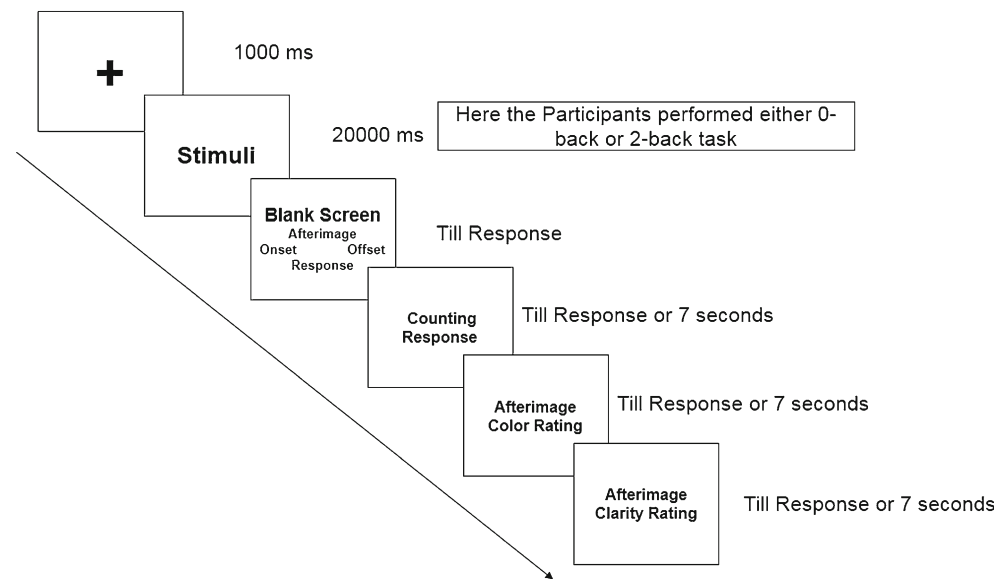 +
1000 ms
Stimuli
20000 ms
Here the Participants performed either 0-
back or 2-back task
Blank Screen
Afterimage
Onset Offset
Response
Till Response
Counting
Response
Till Response or 7 seconds
Afterimage
Color Rating
Till Response or 7 seconds
Afterimage
Clarity Rating
Till Response or 7 seconds